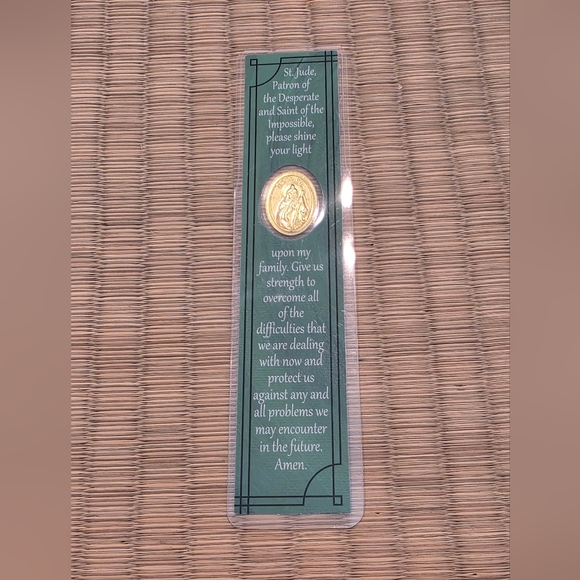 St. Jude,
Patron of
the Desperate
and Saint of the
Impossible,
please shine
your light
upon my
family. Give us
strength to
overcome all
of the
difficulties that
we are dealing
with now and
protect us
against any and
all problems we
may encounter
in the future.
Amen.